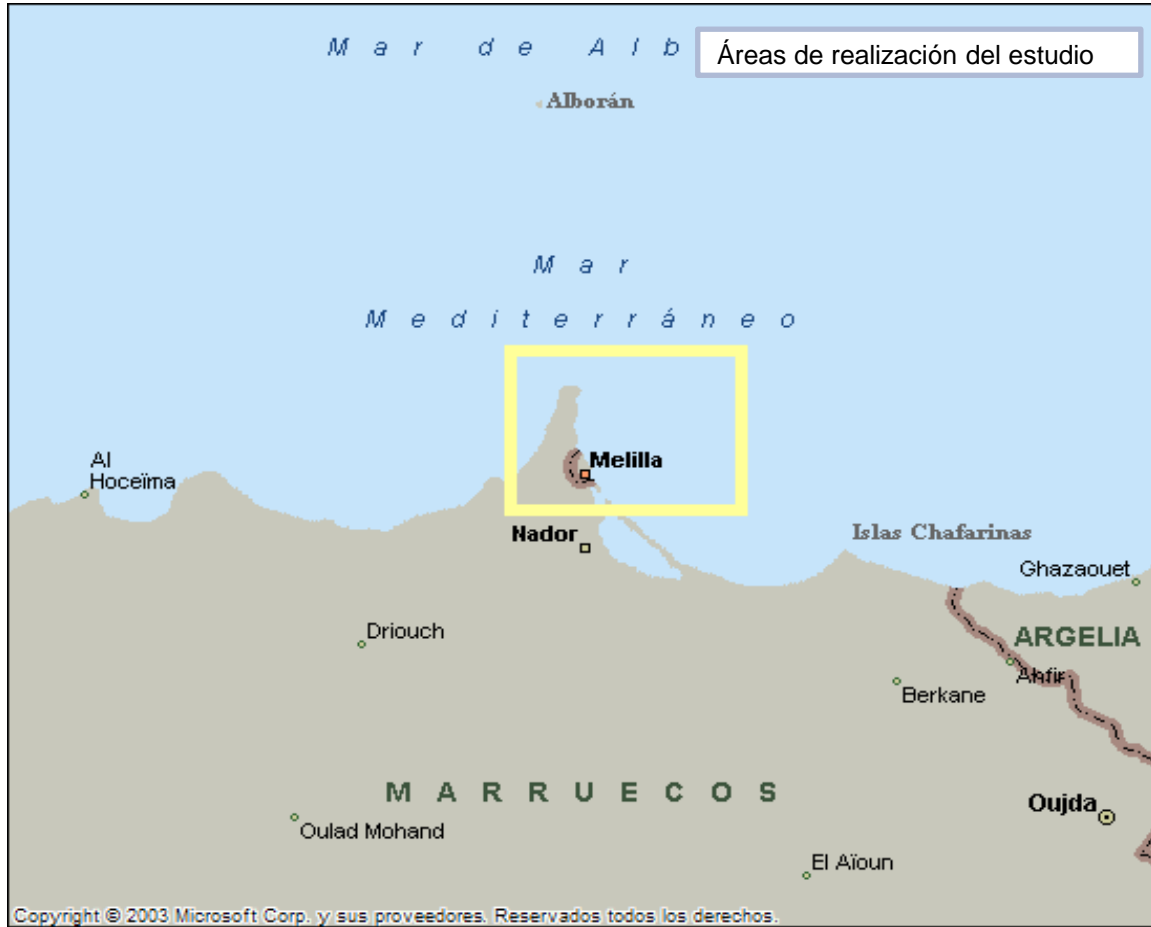 Mar de Alb
Áreas de realización del estudio
Alborán
Mar
Mediterráneo
Al
Hoceïma
Melilla
Nador
Islas Chafarinas
Ghazaouet
Driouch
ARGELIA
Ahfir
Berkane
MARRUECOS
Oujda
Oulad Mohand
El Aïoun
Copyright © 2003 Microsoft Corp. y sus proveedores. Reservados todos los derechos.